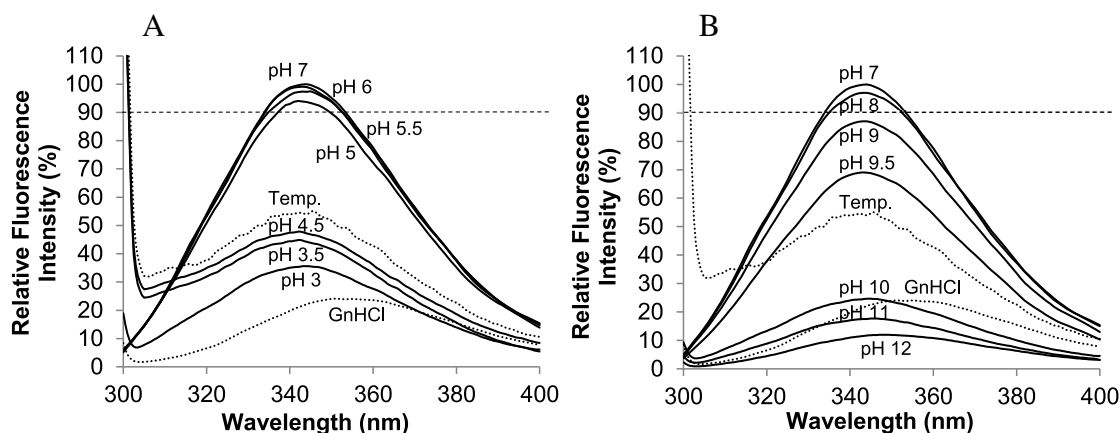 A
Relative Fluorescence
Intensity (%)
110
100
90
80
70
60
50
40
30
20
10
0
pH 7
pH 6
pH 5.5
pH 5
Temp.
pH 4.5
pH 3.5
pH 3
GnHCl
300 320 340 360 380 400
Wavelength (nm)
B
Relative Fluorescence
Intensity (%)
110
100
90
80
70
60
50
40
30
20
10
0
pH 7
pH 8
pH 9
pH 9.5
Temp.
pH 10
GnHCl
pH 11
pH 12
300 320 340 360 380 400
Wavelength (nm)